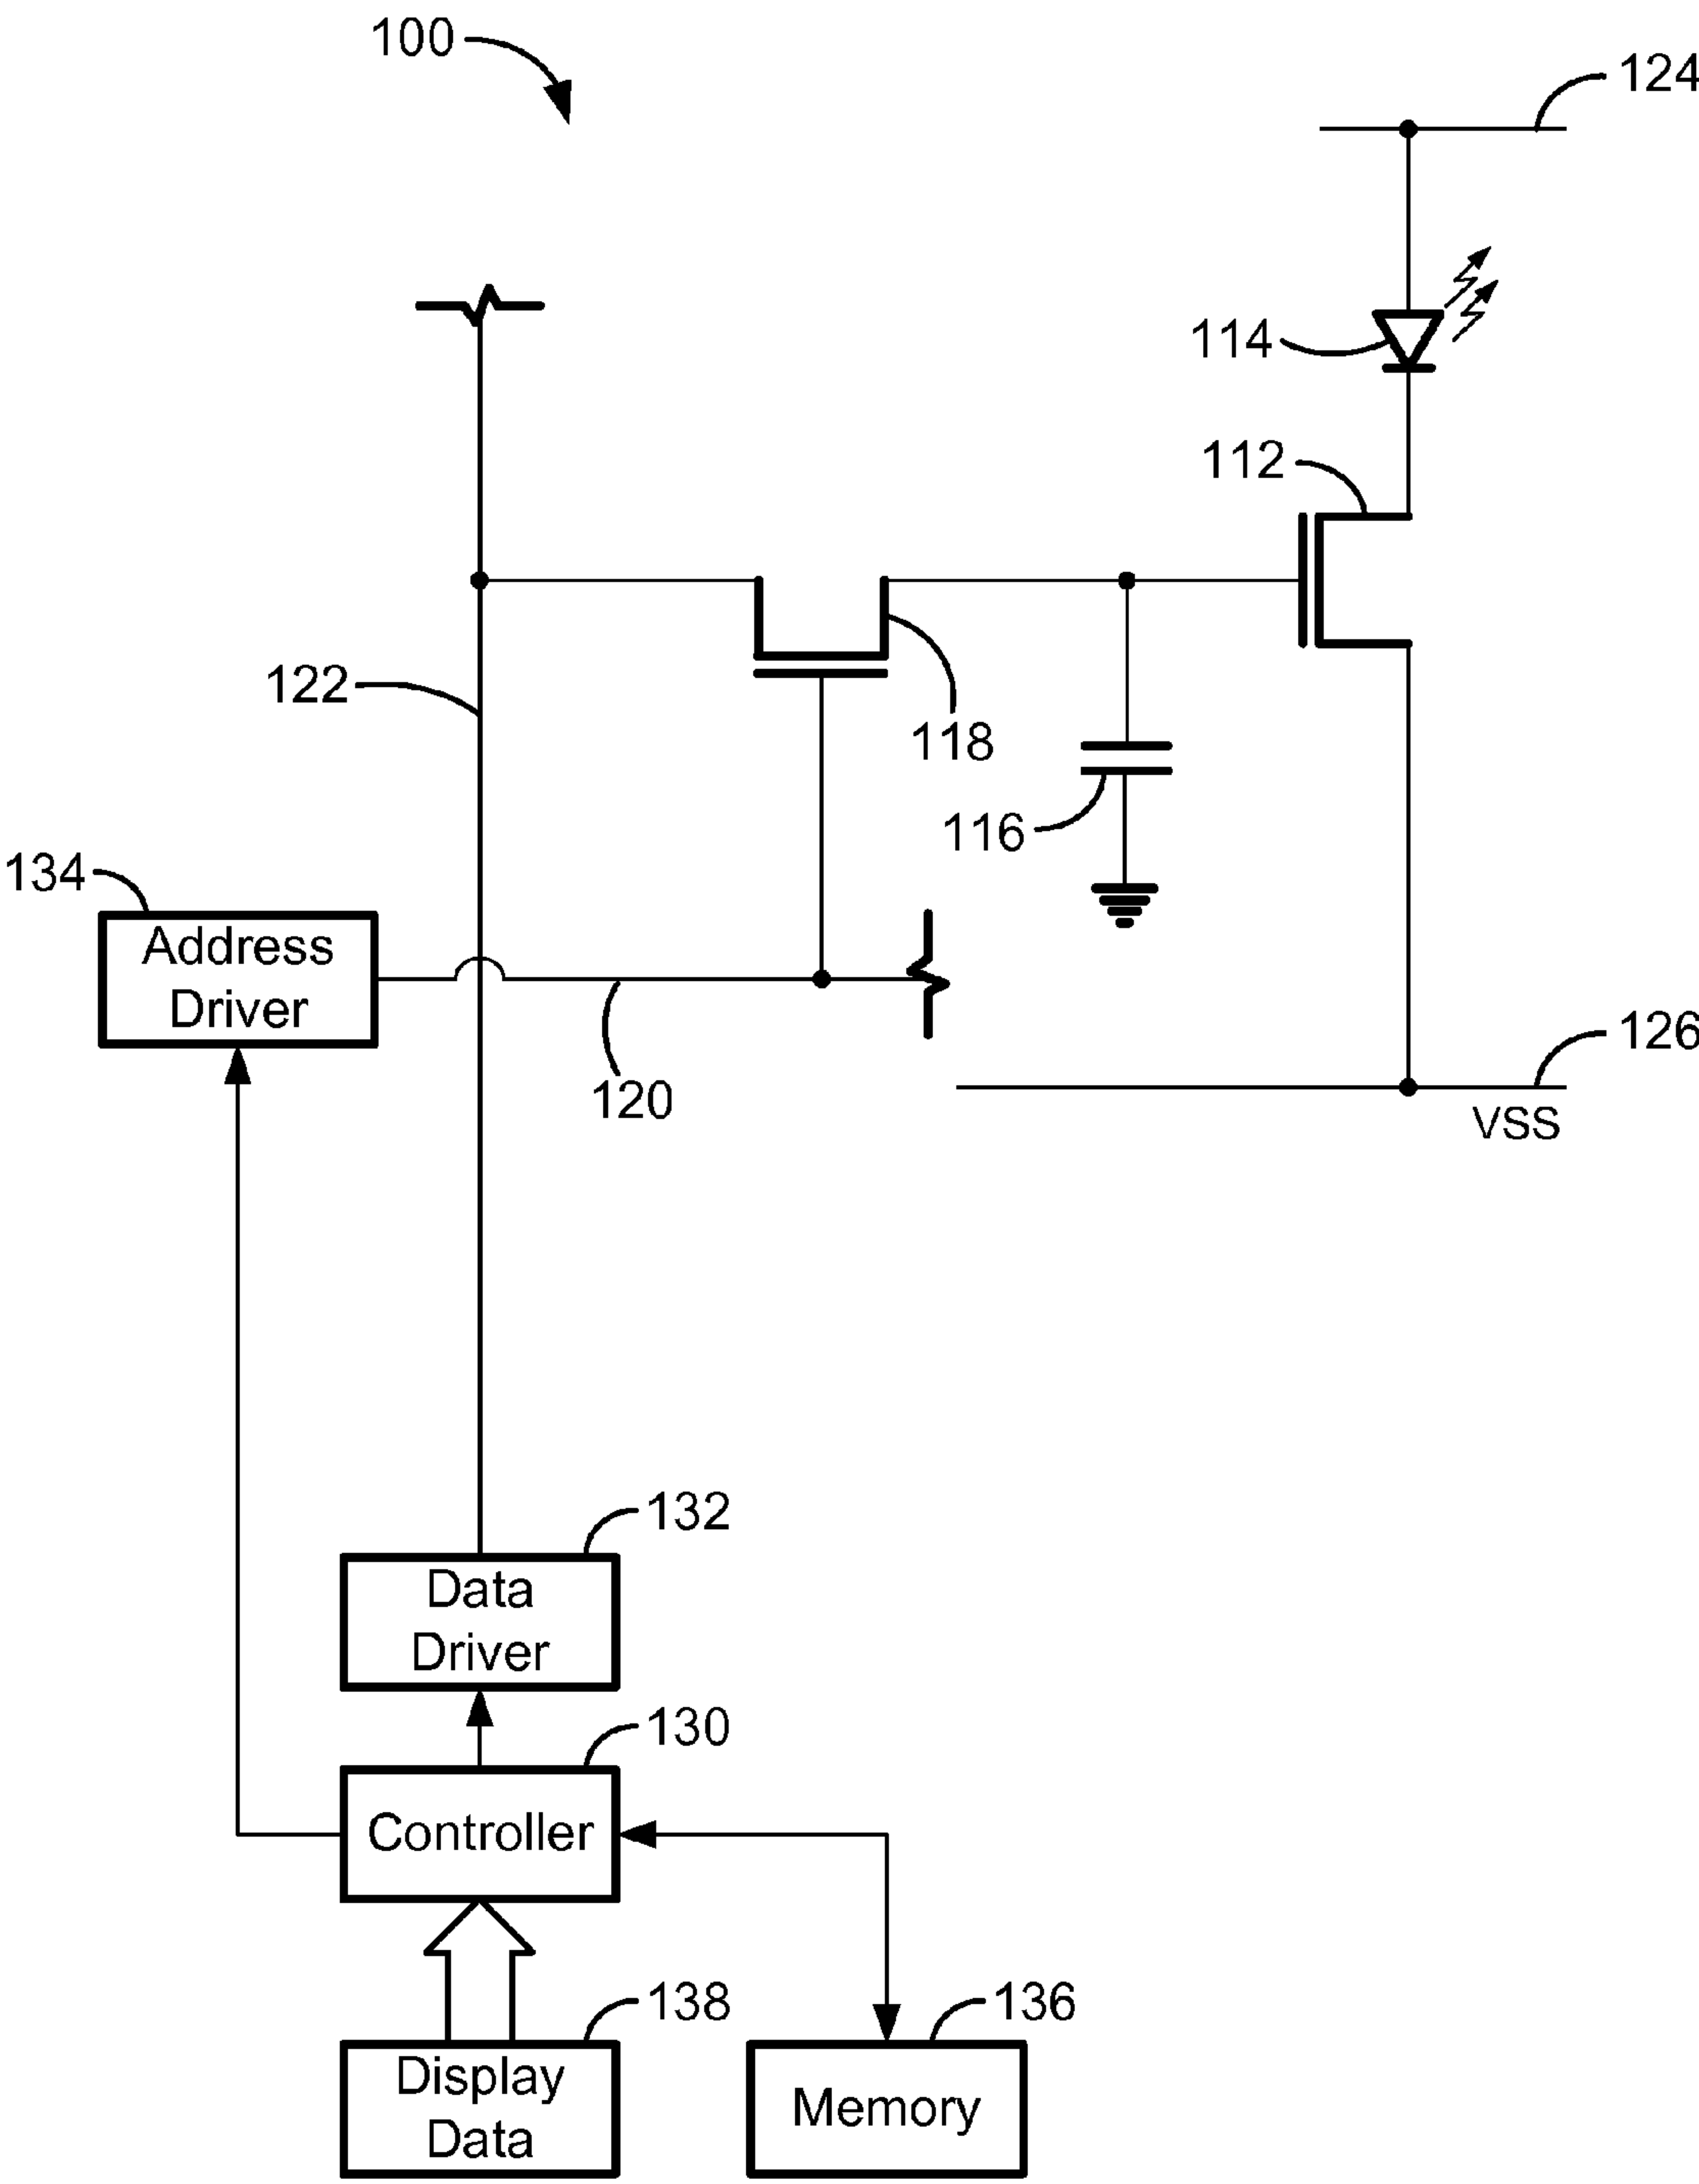 100
124
114
112
122
118
116
134
Address
Driver
120
126
VSS
132
Data
Driver
130
Controller
138
136
Display
Data
Memory